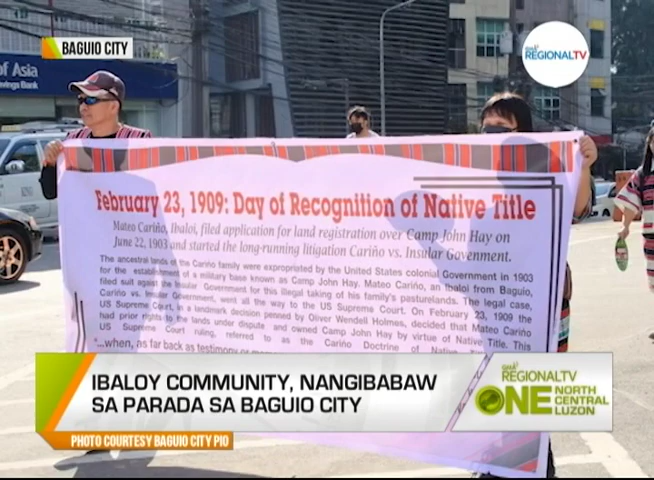 BAGUIO CITY
GMA REGIONALTV
of Asia
Savings Bank
February 23, 1909: Day of Recognition of Native Title
Mateo Cariño, Ibaloi, filed application for land registration over Camp John Hay on
June 22, 1903 and started the long-running litigation Cariño vs. Insular Govenment.
The ancestral lands of the Cariño family were expropriated by the United States colonial Government in 1903
for the establishment of a military base known as Camp John Hay. Mateo Cariño, an Ibaloi from Baguio,
filed suit against the Insular Government for this illegal taking of his family's pasturelands. The legal case,
Cariño vs. Insular Government, went all the way to the US Supreme Court. On February 23, 1909 the
US Supreme Court, in a landmark decision penned by Oliver Wendell Holmes, decided that Mateo Cariño
had prior rights to the lands under dispute and owned Camp John Hay by virtue of Native Title. This
US Supreme Court ruling, referred to as the Cariño Doctrine of Native
"...when, as far back as testimony or
IBALOY COMMUNITY, NANGIBABAW
SA PARADA SA BAGUIO CITY
GMA REGIONALTV
ONE NORTH CENTRAL LUZON
PHOTO COURTESY BAGUIO CITY PIO